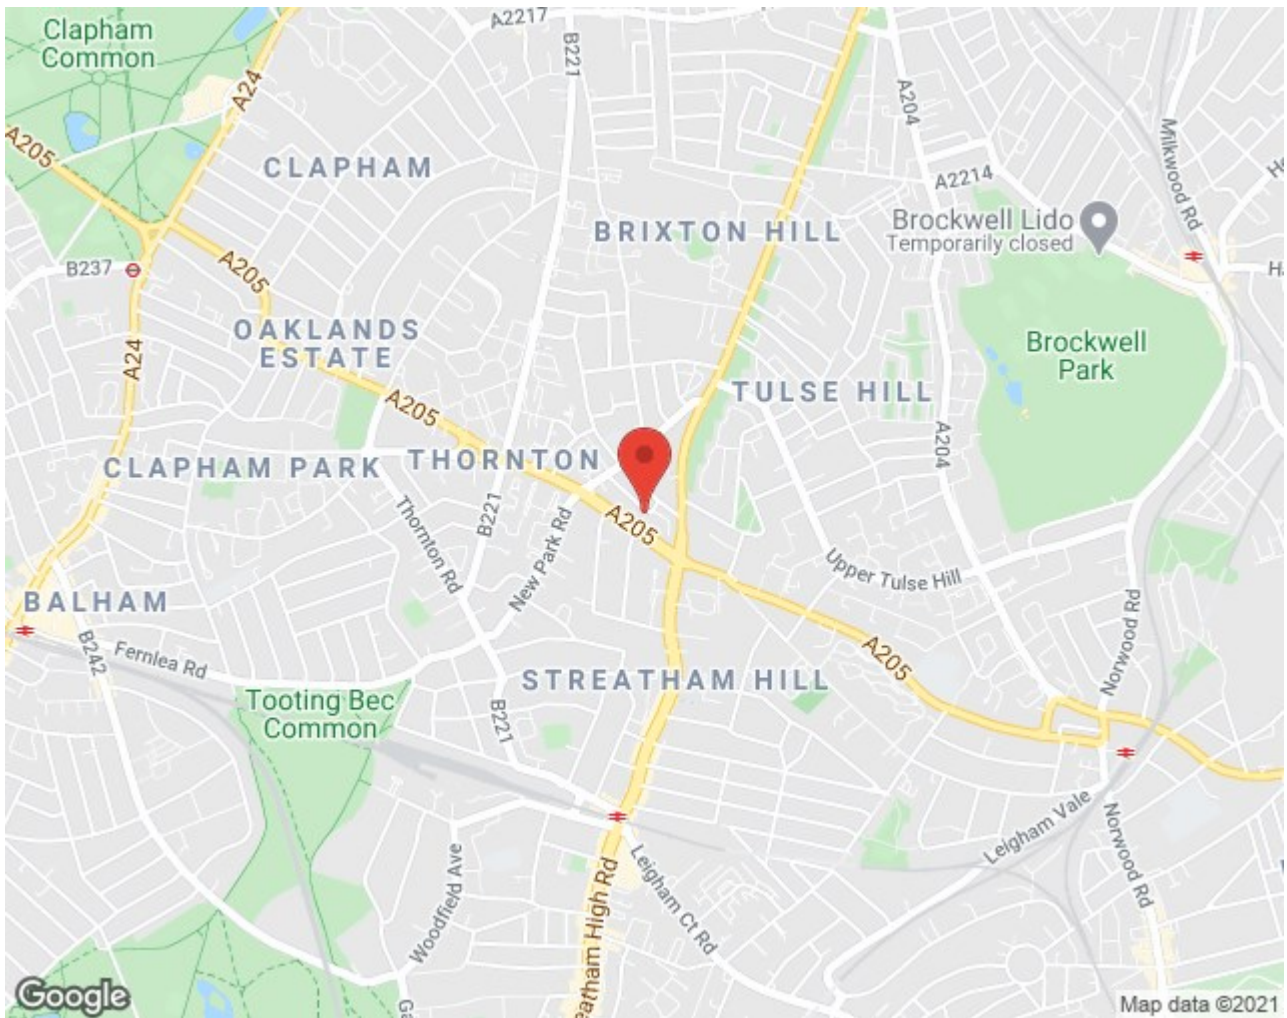 Clapham
Common
A2217
B221
A24
A205
CLAPHAM
A204
A2214
Milkwood Rd
BRIXTON HILL
Brockwell Lido
Temporarily closed
B237
A205
OAKLANDS
ESTATE
A24
Brockwell
Park
A205
TULSE HILL
A204
CLAPHAM PARK
THORNTON
B221
Thornton Rd
New Park Rd
A205
Upper Tulse Hill
BALHAM
B242
Fernlea Rd
Norwood Rd
A205
STREATHAM HILL
Tooting Bec
Common
B221
Leigham Vale
Norwood Rd
Woodfield Ave
Leigham Ct Rd
eatham High Rd
Google
Map data ©2021